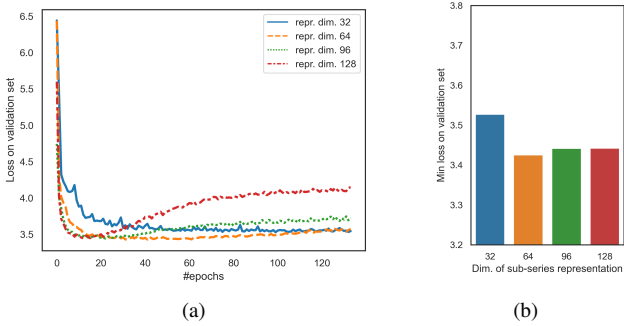 6.5
6.0
5.5
5.0
4.5
4.0
3.5
Loss on validation set
repr. dim. 32
repr. dim. 64
repr. dim. 96
repr. dim. 128
0 20 40 60 80 100 120
#epochs
(a)
3.8
3.7
3.6
3.5
3.4
3.3
3.2
Min loss on validation set
32 64 96 128
Dim. of sub-series representation
(b)